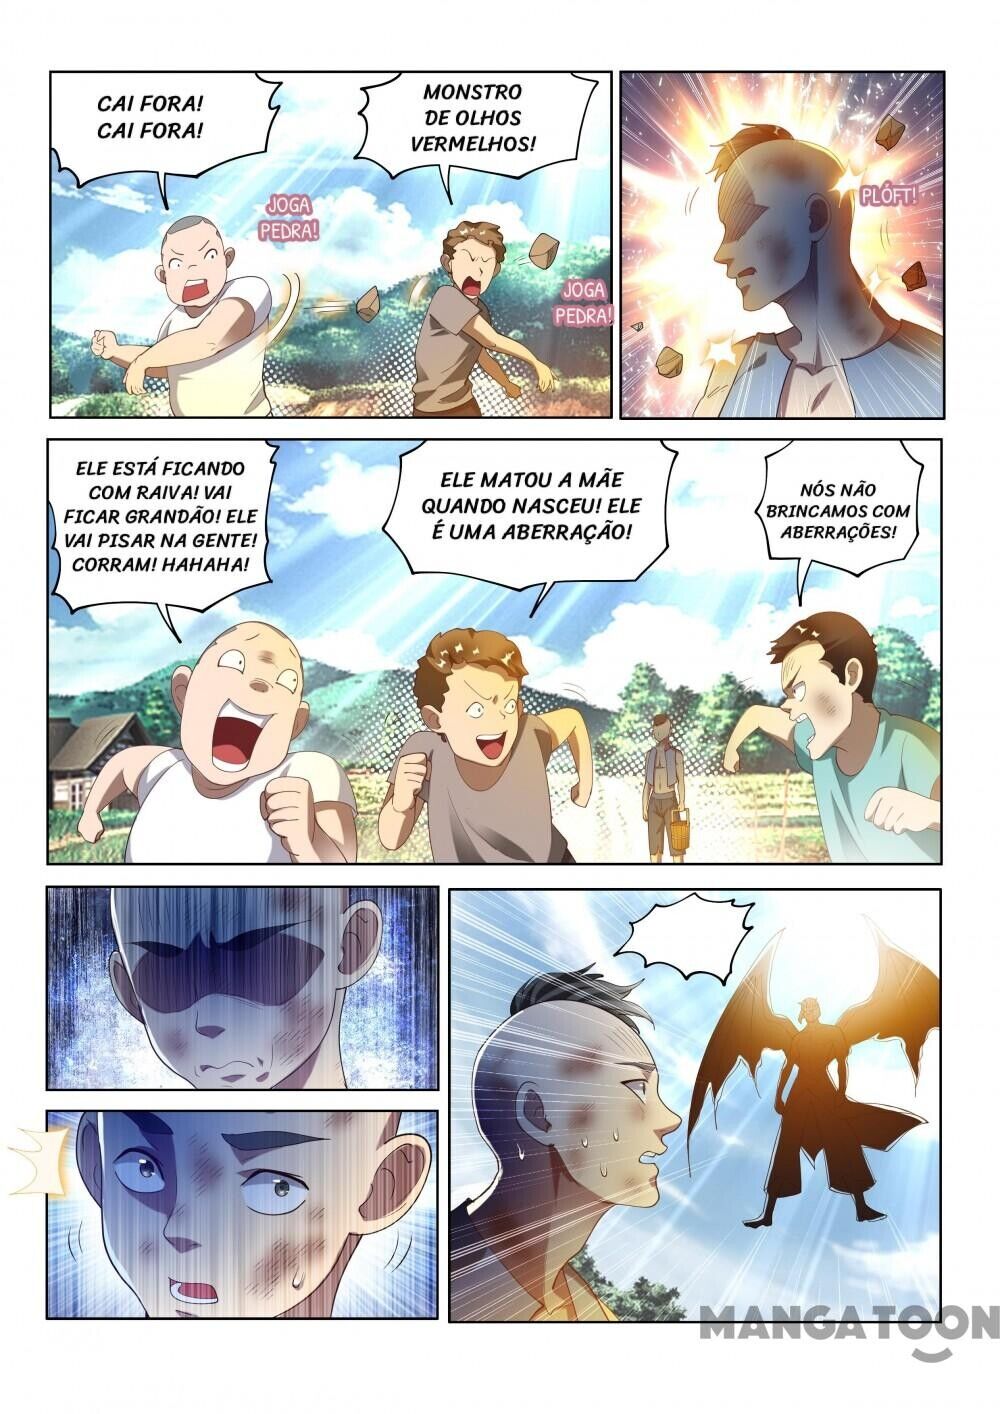 CAI FORA!
CAI FORA!
MONSTRO
DE OLHOS
VERMELHOS!
JOGA
PEDRA!
JOGA
PEDRA!
PLÓFT!
ELE ESTÁ FICANDO
COM RAIVA! VAI
FICAR GRANDÃO! ELE
VAI PISAR NA GENTE!
CORRAM! HAHAHA!
ELE MATOU A MÃE
QUANDO NASCEU! ELE
É UMA ABERRAÇÃO!
NÓS NÃO
BRINCAMOS COM
ABERRAÇÕES!
MANGATOON